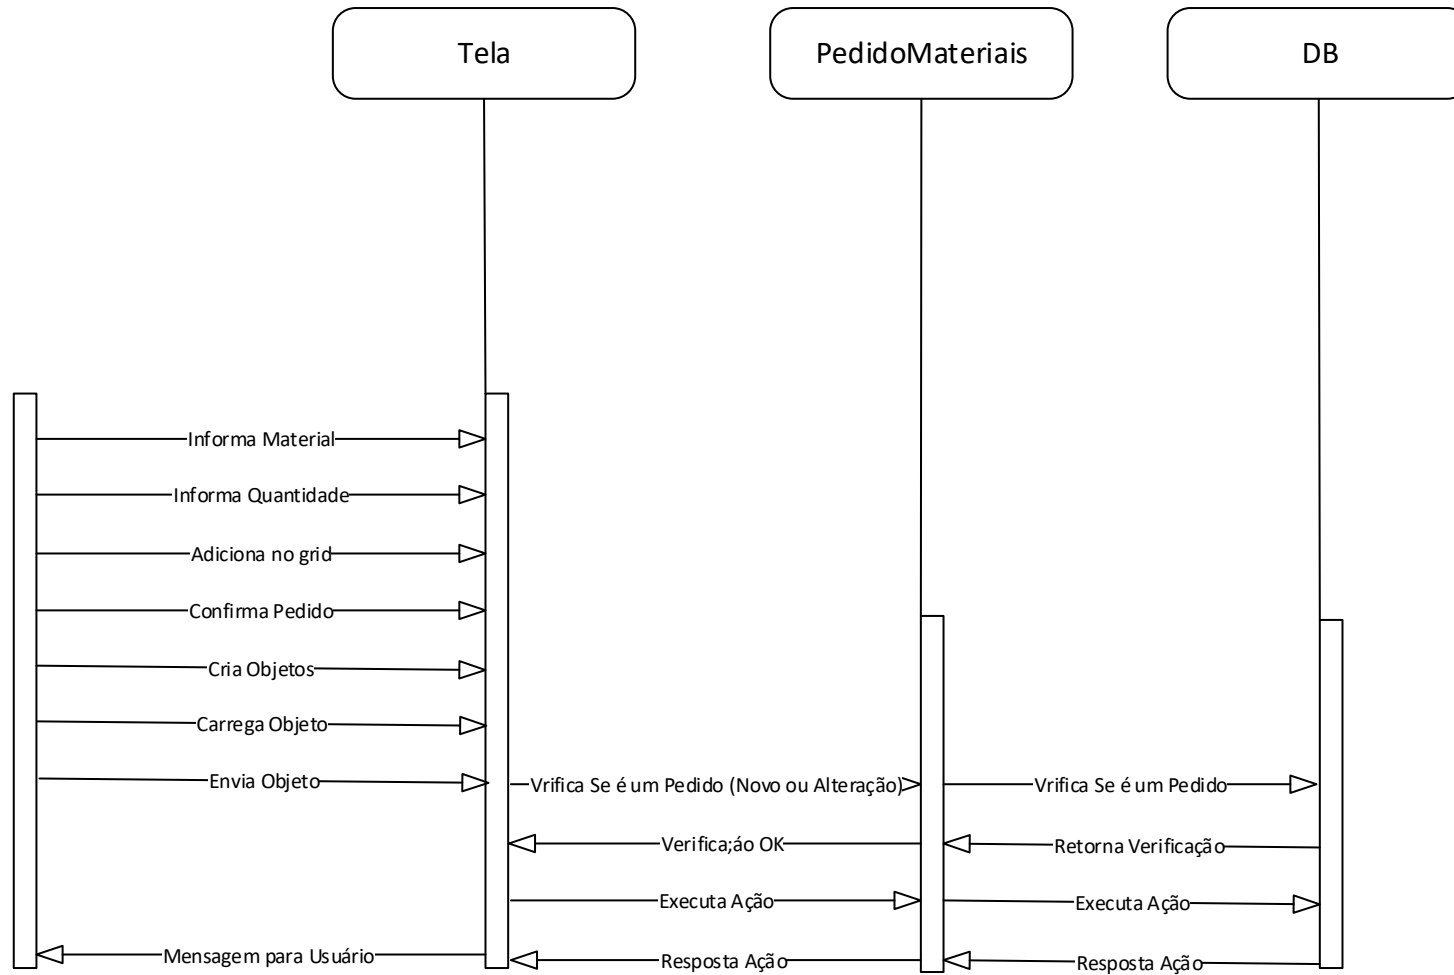 Tela
PedidoMateriais
DB
Informa Material
Informa Quantidade
Adiciona no grid
Confirma Pedido
Cria Objetos
Carrega Objeto
Envia Objeto
Vrifica Se é um Pedido (Novo ou Alteração)
Vrifica Se é um Pedido
Verifica;áo OK
Retorna Verificação
Executa Ação
Executa Ação
Mensagem para Usuário
Resposta Ação
Resposta Ação